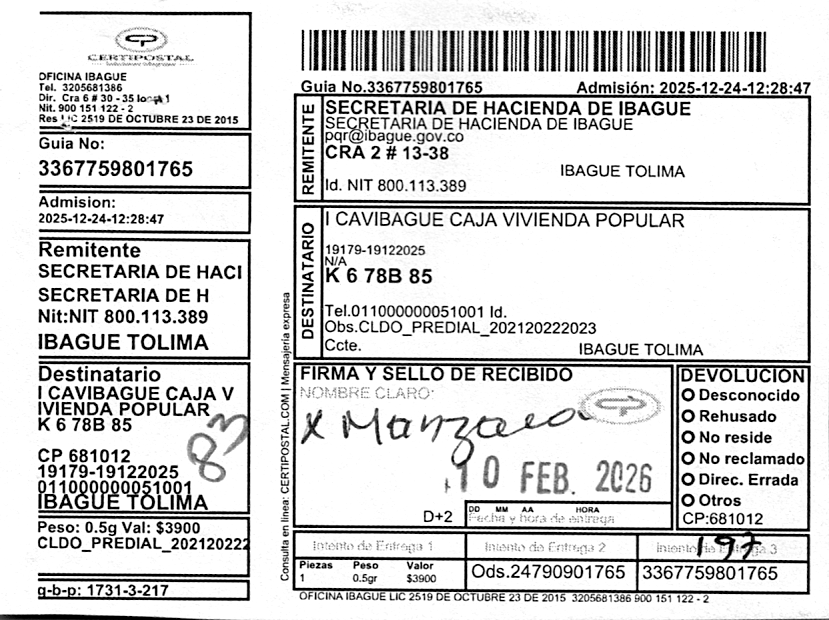 CERTIPOSTAL
OFICINA IBAGUE
Tel. 3205681386
Dir. Cra 6 # 30 - 35 local 1
Nit. 900 151 122 - 2
Res LIC 2519 DE OCTUBRE 23 DE 2015
Guia No:
3367759801765
Admision:
2025-12-24-12:28:47
Remitente
SECRETARIA DE HACI
SECRETARIA DE H
Nit:NIT 800.113.389
IBAGUE TOLIMA
Destinatario
I CAVIBAGUE CAJA V
IVIENDA POPULAR
K 6 78B 85
83
CP 681012
19179-19122025
011000000051001
IBAGUE TOLIMA
Peso: 0.5g Val: $3900
CLDO_PREDIAL_202120222
g-b-p: 1731-3-217
Consulta en linea: CERTIPOSTAL.COM | Mensajería expresa
Guia No.3367759801765 Admisión: 2025-12-24-12:28:47
REMITENTE
SECRETARIA DE HACIENDA DE IBAGUE
SECRETARIA DE HACIENDA DE IBAGUE
pqr@ibague.gov.co
CRA 2 # 13-38
IBAGUE TOLIMA
Id. NIT 800.113.389
DESTINATARIO
I CAVIBAGUE CAJA VIVIENDA POPULAR
19179-19122025
N/A
K 6 78B 85
Tel.011000000051001 Id.
Obs.CLDO_PREDIAL_202120222023
Ccte. IBAGUE TOLIMA
FIRMA Y SELLO DE RECIBIDO
NOMBRE CLARO:
10 FEB. 2026
D+2
DD MM AA HORA
Fecha y hora de entrega
DEVOLUCION
Desconocido
Rehusado
No reside
No reclamado
Direc. Errada
Otros
CP:681012
Intento de Entrega 1 Intento de Entrega 2 Intento de Entrega 3
197
Piezas Peso Valor
1 0.5gr $3900
Ods.24790901765 3367759801765
OFICINA IBAGUE LIC 2519 DE OCTUBRE 23 DE 2015 3205681386 900 151 122 - 2